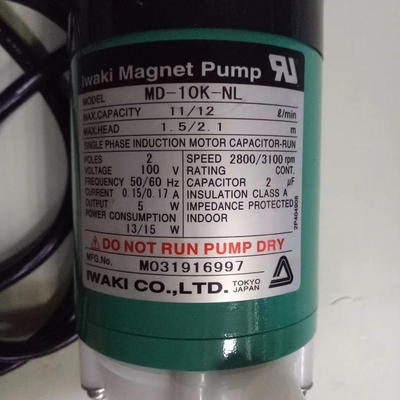 Iwaki Magnet Pump
MODEL MD-10K-NL
MAX.CAPACITY 11/12 ℓ/min
MAX.HEAD 1.5/2.1 m
SINGLE PHASE INDUCTION MOTOR CAPACITOR-RUN
POLES 2 SPEED 2800/3100 rpm
VOLTAGE 100 V RATING CONT.
FREQUENCY 50/60 Hz CAPACITOR 2 μF
CURRENT 0.15/0.17 A INSULATION CLASS A
OUTPUT 5 W IMPEDANCE PROTECTED
POWER CONSUMPTION INDOOR
13/15 W
2P404908
DO NOT RUN PUMP DRY
MFG.No. M031916997
IWAKI CO.,LTD. TOKYO JAPAN